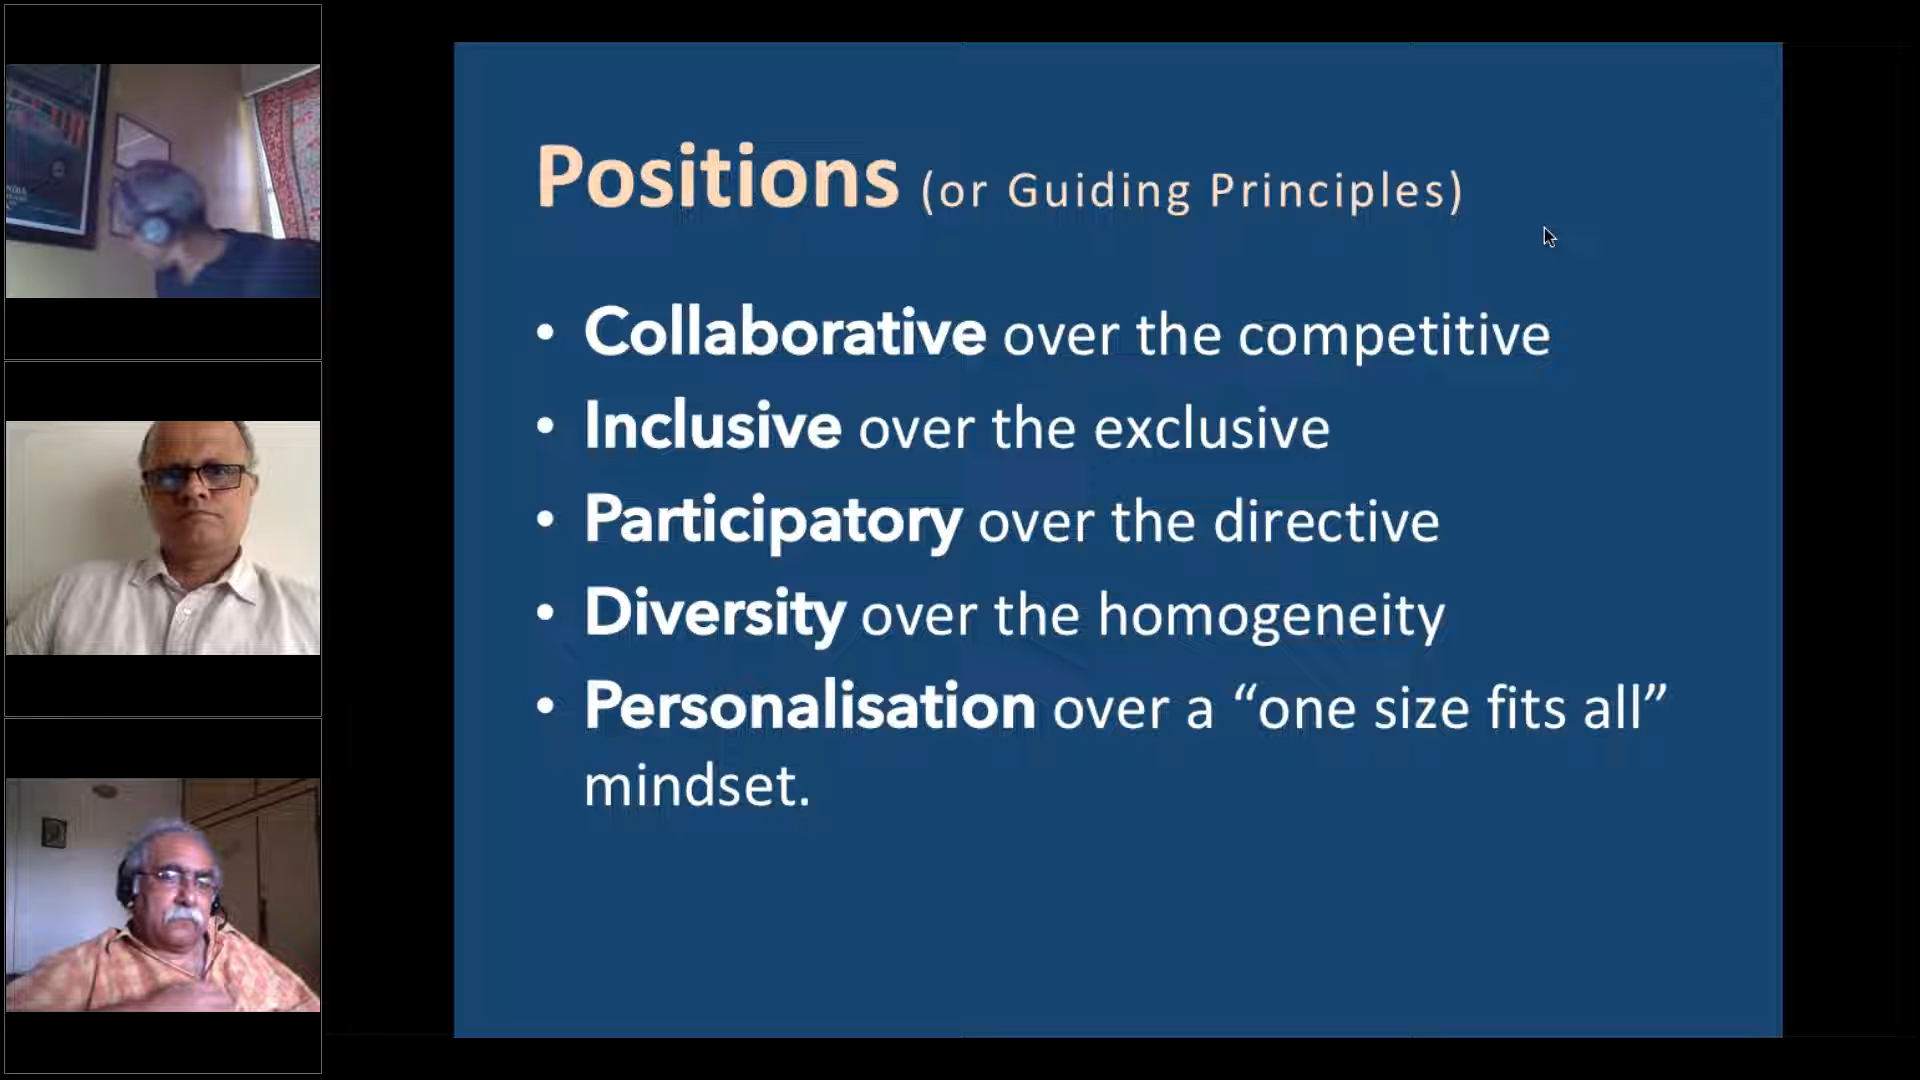 Positions (or Guiding Principles)
• Collaborative over the competitive
• Inclusive over the exclusive
• Participatory over the directive
• Diversity over the homogeneity
• Personalisation over a “one size fits all”
mindset.